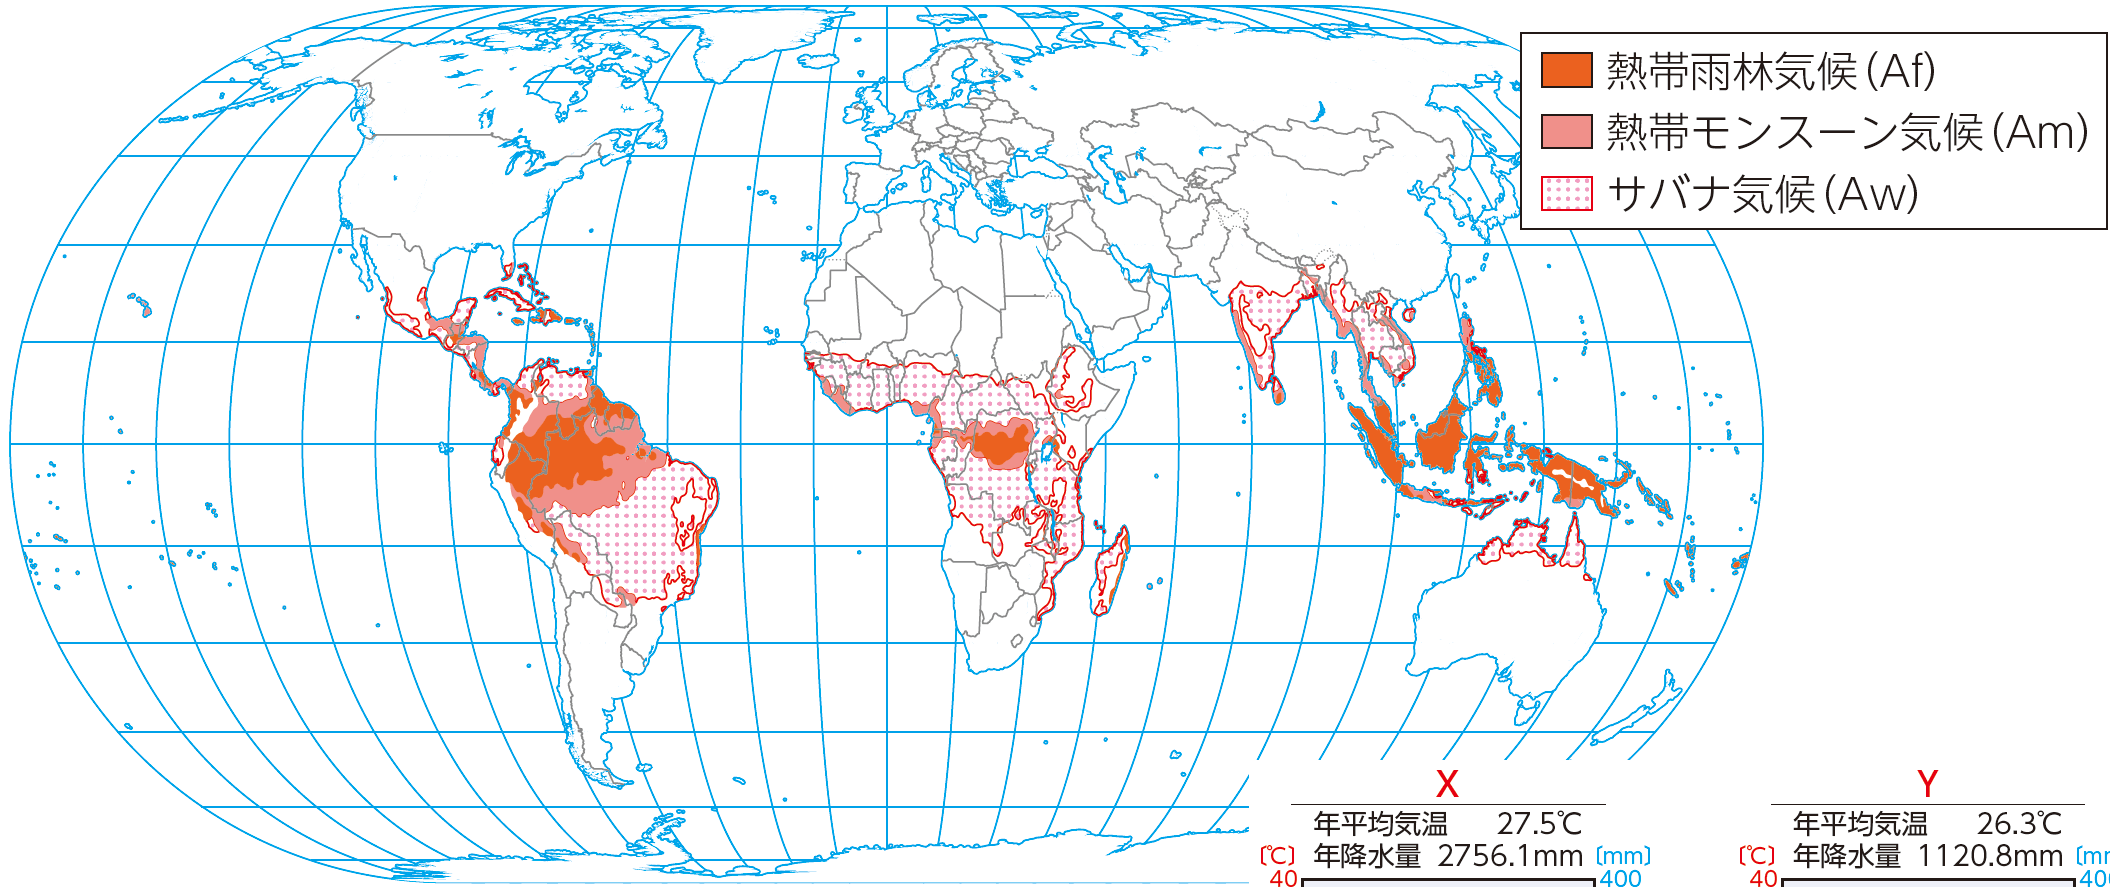 熱帯雨林気候(Af)
熱帯モンスーン気候(Am)
サバナ気候(Aw)
X
年平均気温 27.5℃
年降水量 2756.1mm
〔℃〕
〔mm〕
40
400
Y
年平均気温 26.3℃
年降水量 1120.8mm
〔℃〕
40